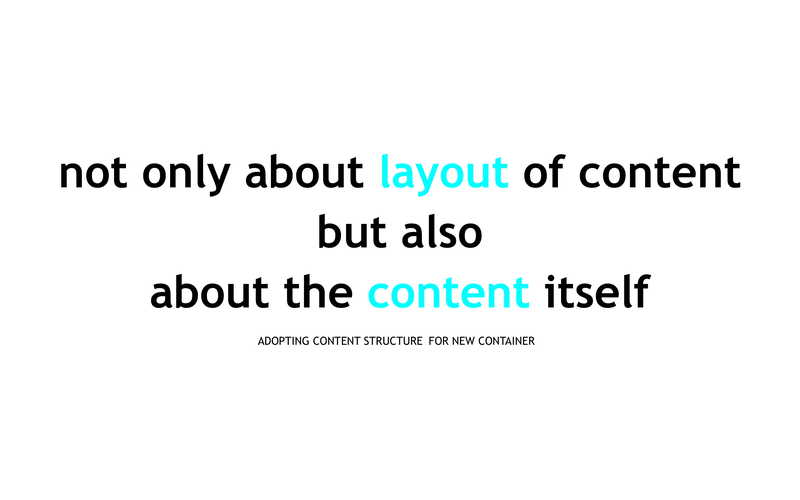 not only about layout of content
but also
about the content itself
ADOPTING CONTENT STRUCTURE FOR NEW CONTAINER